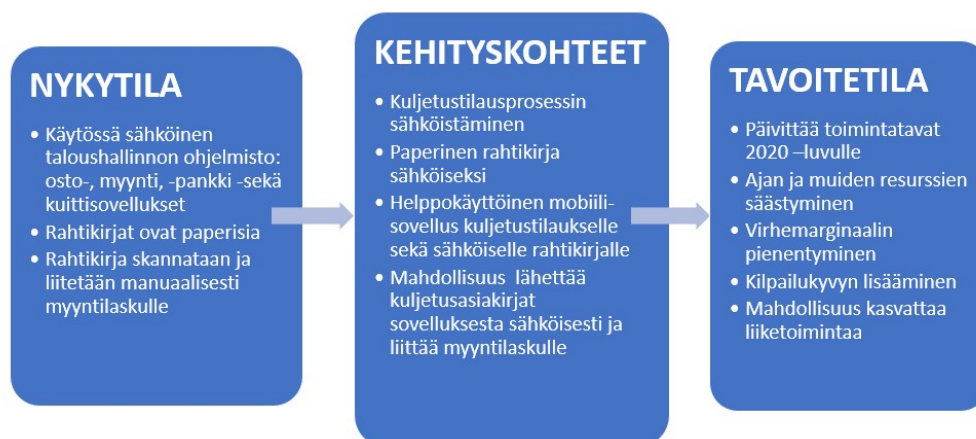 NYKYTILA
• Käytössä sähköinen
taloushallinnon ohjelmisto:
osto-, myynti, -pankki -sekä
kuittisovellukset
• Rahtikirjat ovat paperisia
• Rahtikirja skannataan ja
liitetään manuaalisesti
myyntilaskulle
KEHITYSKOHTEET
• Kuljetustilausprosessin
sähköistäminen
• Paperinen rahtikirja
sähköiseksi
• Helppokäyttöinen mobiili-
sovellus kuljetustilaukselle
sekä sähköiselle rahtikirjalle
• Mahdollisuus lähettää
kuljetusasiakirjat
sovelluksesta sähköisesti ja
liittää myyntilaskulle
TAVOITETILA
• Päivittää toimintatavat
2020 –luvulle
• Ajan ja muiden resurssien
säästyminen
• Virhemarginaalin
pienentyminen
• Kilpailukyvyn lisääminen
• Mahdollisuus kasvattaa
liiketoimintaa